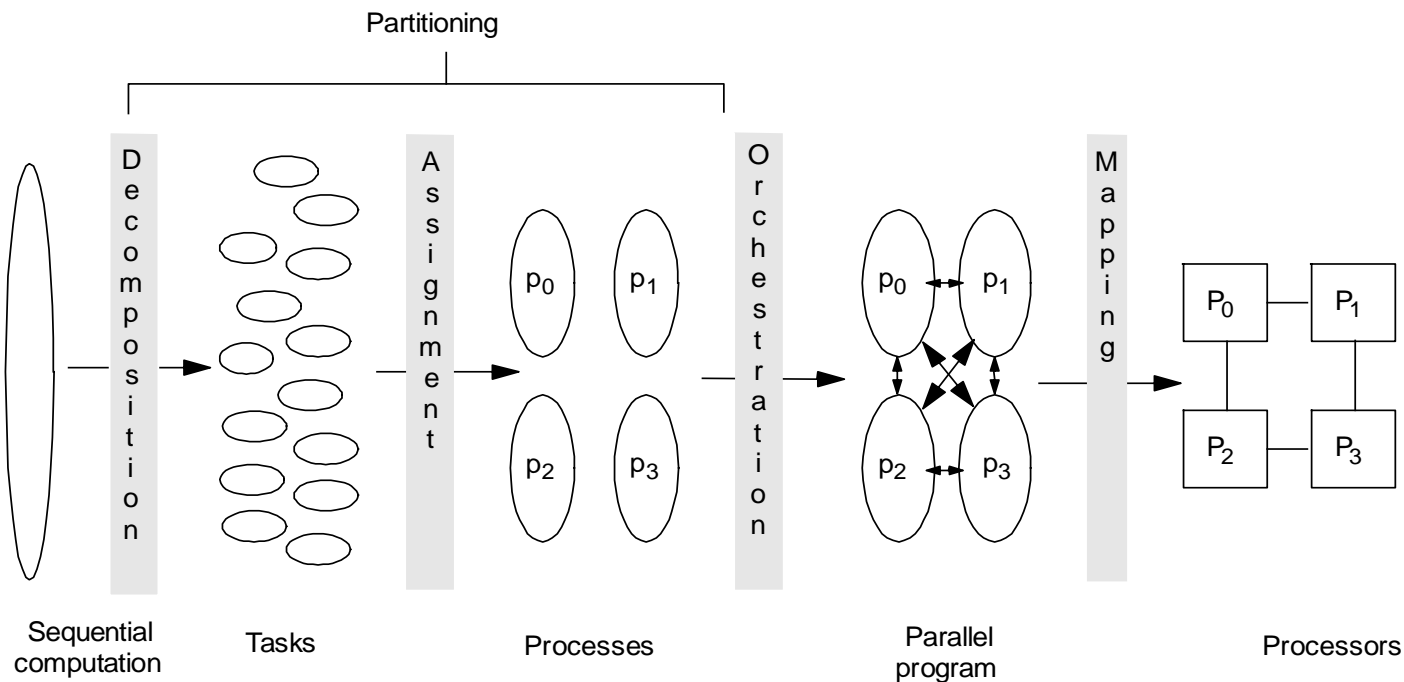 Partitioning
Decomposition
Assignment
Orchestration
Mapping
p0 p1
p2 p3
p0 p1
p2 p3
P0 P1
P2 P3
Sequential
computation
Tasks
Processes
Parallel
program
Processors